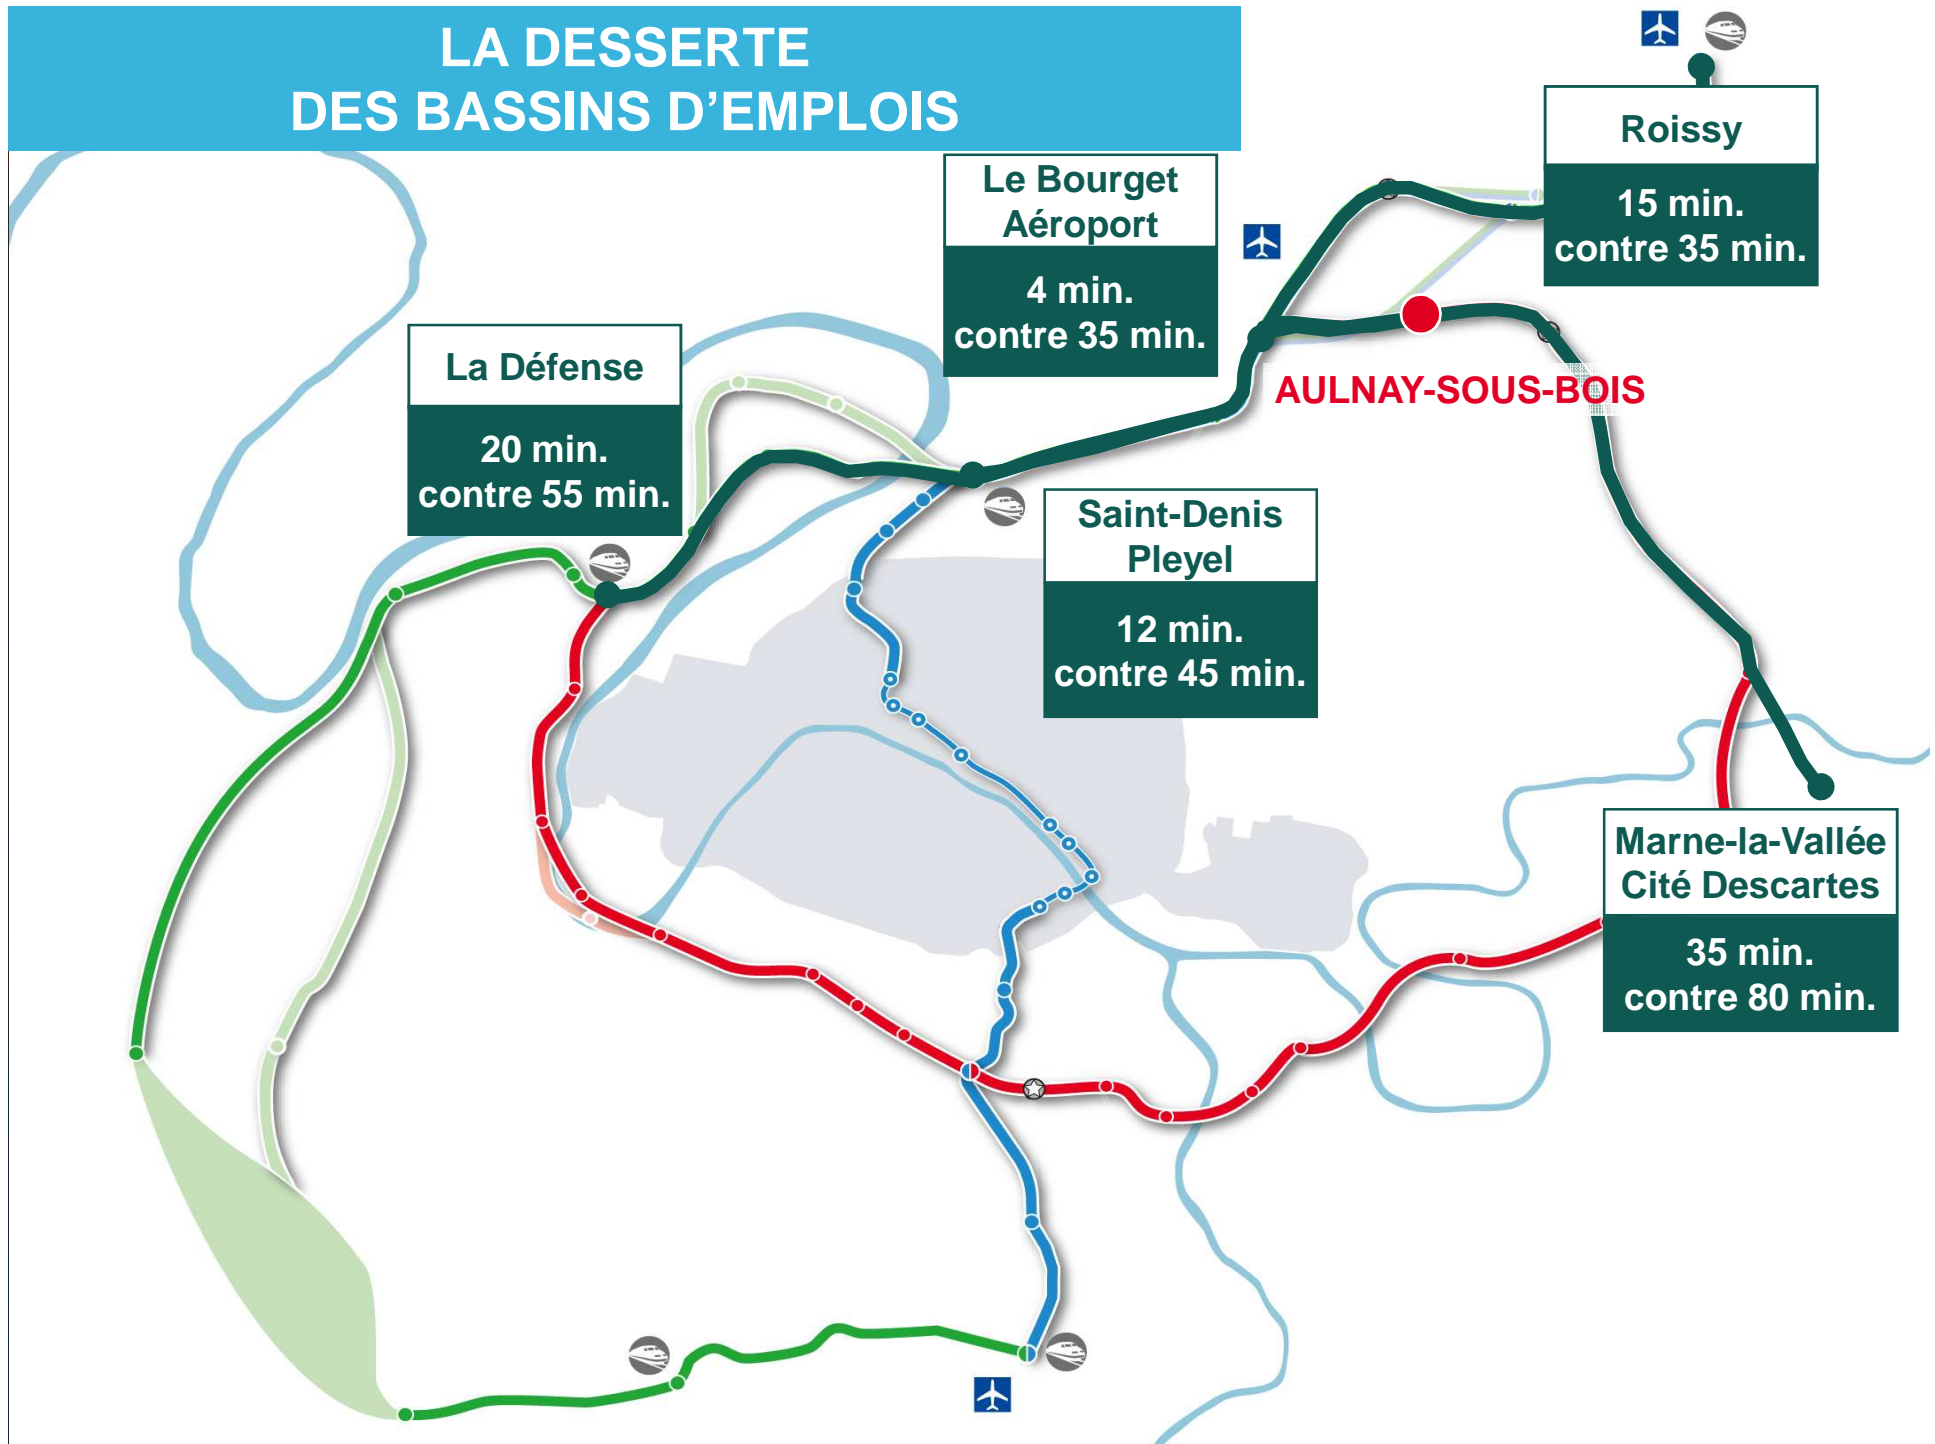 LA DESSERTE
DES BASSINS D'EMPLOIS
Roissy
15 min.
contre 35 min.
Le Bourget
Aéroport
4 min.
contre 35 min.
La Défense
20 min.
contre 55 min.
AULNAY-SOUS-BOIS
Saint-Denis
Pleyel
12 min.
contre 45 min.
Marne-la-Vallée
Cité Descartes
35 min.
contre 80 min.